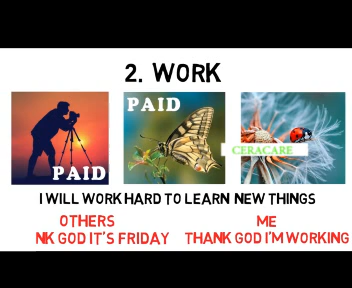 2. WORK
PAID
PAID
CERACARE
I WILL WORK HARD TO LEARN NEW THINGS
OTHERS
ME
NK GOD IT'S FRIDAY
THANK GOD I'M WORKING